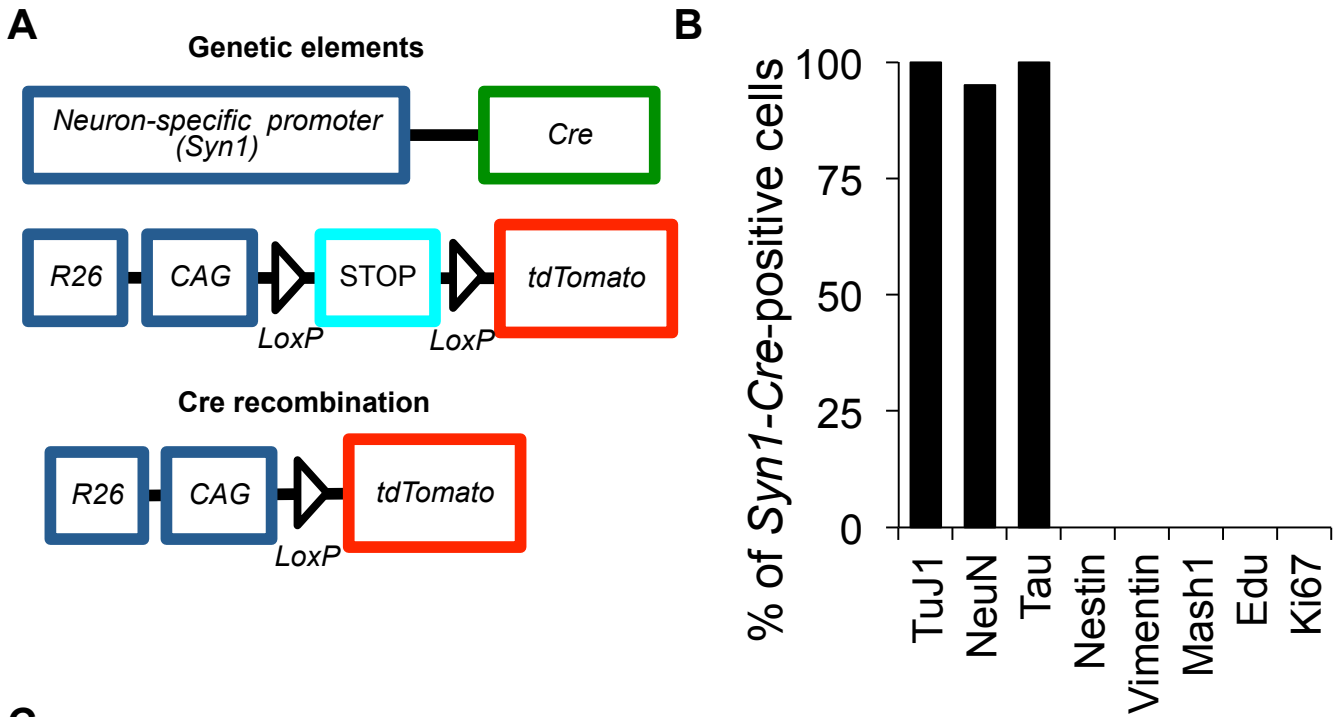 A
Genetic elements
Neuron-specific promoter
(Syn1)
Cre
R26
CAG
STOP
tdTomato
LoxP
LoxP
Cre recombination
R26
CAG
tdTomato
LoxP
B
% of Syn1-Cre-positive cells
100
75
50
25
0
TuJ1
NeuN
Tau
Nestin
Vimentin
Mash1
Edu
Ki67